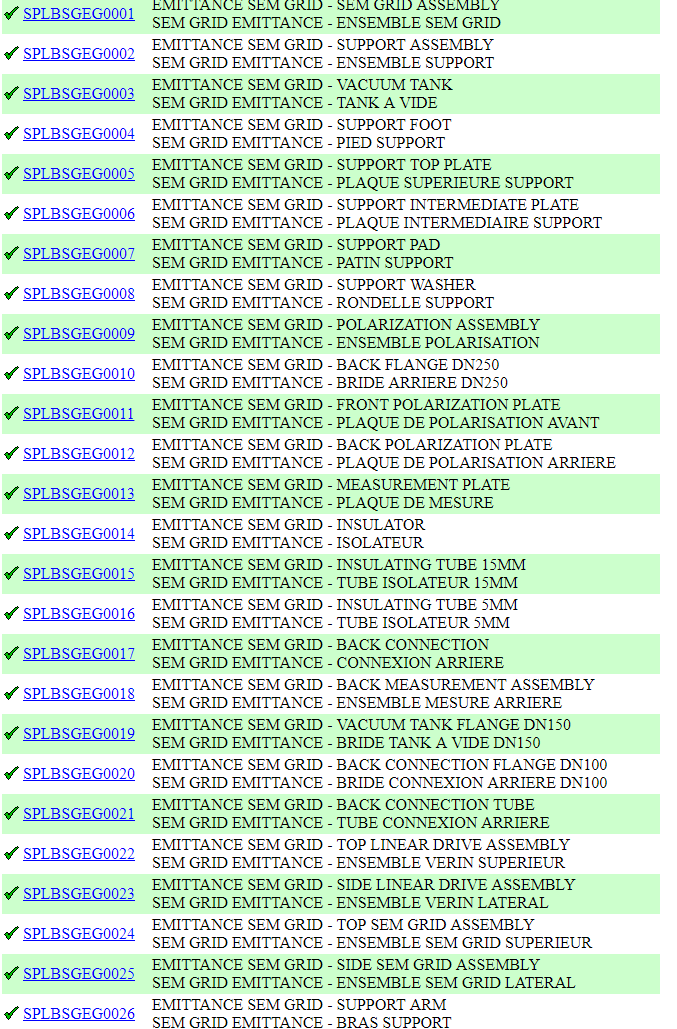 EMITTANCE SEM GRID - SEM GRID ASSEMBLY
SPLBSGEG0001
SEM GRID EMITTANCE - ENSEMBLE SEM GRID
EMITTANCE SEM GRID - SUPPORT ASSEMBLY
SPLBSGEG0002
SEM GRID EMITTANCE - ENSEMBLE SUPPORT
EMITTANCE SEM GRID - VACUUM TANK
SPLBSGEG0003
SEM GRID EMITTANCE - TANK A VIDE
EMITTANCE SEM GRID - SUPPORT FOOT
SPLBSGEG0004
SEM GRID EMITTANCE - PIED SUPPORT
EMITTANCE SEM GRID - SUPPORT TOP PLATE
SPLBSGEG0005
SEM GRID EMITTANCE - PLAQUE SUPERIEURE SUPPORT
EMITTANCE SEM GRID - SUPPORT INTERMEDIATE PLATE
SPLBSGEG0006
SEM GRID EMITTANCE - PLAQUE INTERMEDIAIRE SUPPORT
EMITTANCE SEM GRID - SUPPORT PAD
SPLBSGEG0007
SEM GRID EMITTANCE - PATIN SUPPORT
EMITTANCE SEM GRID - SUPPORT WASHER
SPLBSGEG0008
SEM GRID EMITTANCE - RONDELLE SUPPORT
EMITTANCE SEM GRID - POLARIZATION ASSEMBLY
SPLBSGEG0009
SEM GRID EMITTANCE - ENSEMBLE POLARISATION
EMITTANCE SEM GRID - BACK FLANGE DN250
SPLBSGEG0010
SEM GRID EMITTANCE - BRIDE ARRIERE DN250
EMITTANCE SEM GRID - FRONT POLARIZATION PLATE
SPLBSGEG0011
SEM GRID EMITTANCE - PLAQUE DE POLARISATION AVANT
EMITTANCE SEM GRID - BACK POLARIZATION PLATE
SPLBSGEG0012
SEM GRID EMITTANCE - PLAQUE DE POLARISATION ARRIERE
EMITTANCE SEM GRID - MEASUREMENT PLATE
SPLBSGEG0013
SEM GRID EMITTANCE - PLAQUE DE MESURE
EMITTANCE SEM GRID - INSULATOR
SPLBSGEG0014
SEM GRID EMITTANCE - ISOLATEUR
EMITTANCE SEM GRID - INSULATING TUBE 15MM
SPLBSGEG0015
SEM GRID EMITTANCE - TUBE ISOLATEUR 15MM
EMITTANCE SEM GRID - INSULATING TUBE 5MM
SPLBSGEG0016
SEM GRID EMITTANCE - TUBE ISOLATEUR 5MM
EMITTANCE SEM GRID - BACK CONNECTION
SPLBSGEG0017
SEM GRID EMITTANCE - CONNEXION ARRIERE
EMITTANCE SEM GRID - BACK MEASUREMENT ASSEMBLY
SPLBSGEG0018
SEM GRID EMITTANCE - ENSEMBLE MESURE ARRIERE
EMITTANCE SEM GRID - VACUUM TANK FLANGE DN150
SPLBSGEG0019
SEM GRID EMITTANCE - BRIDE TANK A VIDE DN150
EMITTANCE SEM GRID - BACK CONNECTION FLANGE DN100
SPLBSGEG0020
SEM GRID EMITTANCE - BRIDE CONNEXION ARRIERE DN100
EMITTANCE SEM GRID - BACK CONNECTION TUBE
SPLBSGEG0021
SEM GRID EMITTANCE - TUBE CONNEXION ARRIERE
EMITTANCE SEM GRID - TOP LINEAR DRIVE ASSEMBLY
SPLBSGEG0022
SEM GRID EMITTANCE - ENSEMBLE VERIN SUPERIEUR
EMITTANCE SEM GRID - SIDE LINEAR DRIVE ASSEMBLY
SPLBSGEG0023
SEM GRID EMITTANCE - ENSEMBLE VERIN LATERAL
EMITTANCE SEM GRID - TOP SEM GRID ASSEMBLY
SPLBSGEG0024
SEM GRID EMITTANCE - ENSEMBLE SEM GRID SUPERIEUR
EMITTANCE SEM GRID - SIDE SEM GRID ASSEMBLY
SPLBSGEG0025
SEM GRID EMITTANCE - ENSEMBLE SEM GRID LATERAL
EMITTANCE SEM GRID - SUPPORT ARM
SPLBSGEG0026
SEM GRID EMITTANCE - BRAS SUPPORT